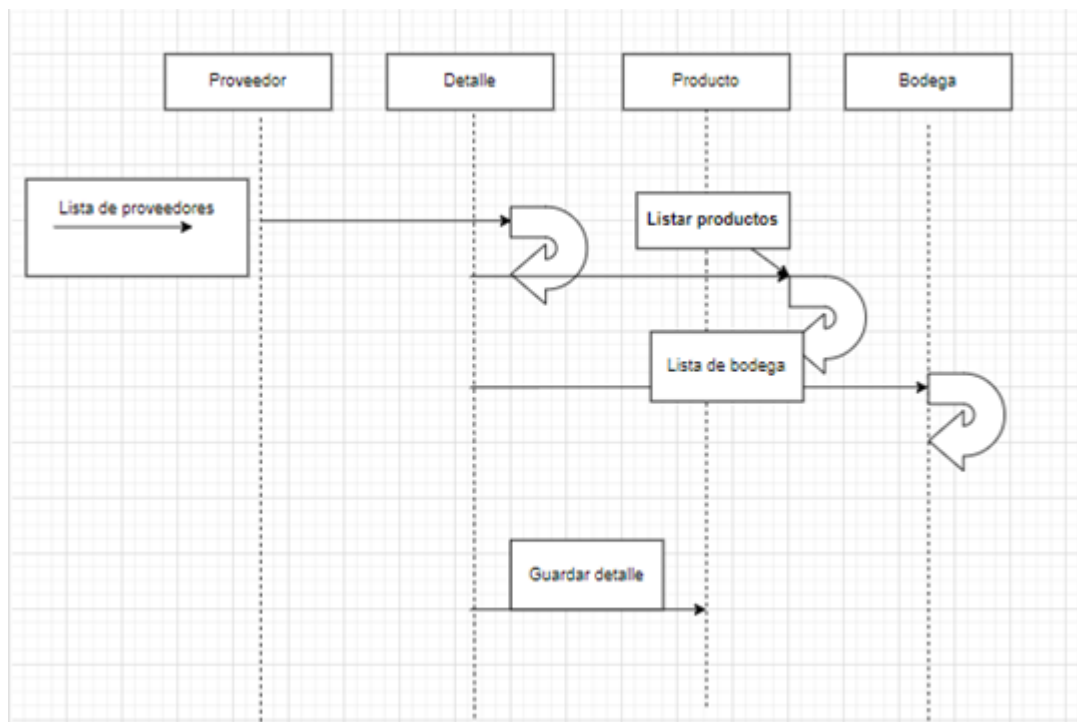 Proveedor
Detalle
Producto
Bodega
Lista de proveedores
Listar productos
Lista de bodega
Guardar detalle